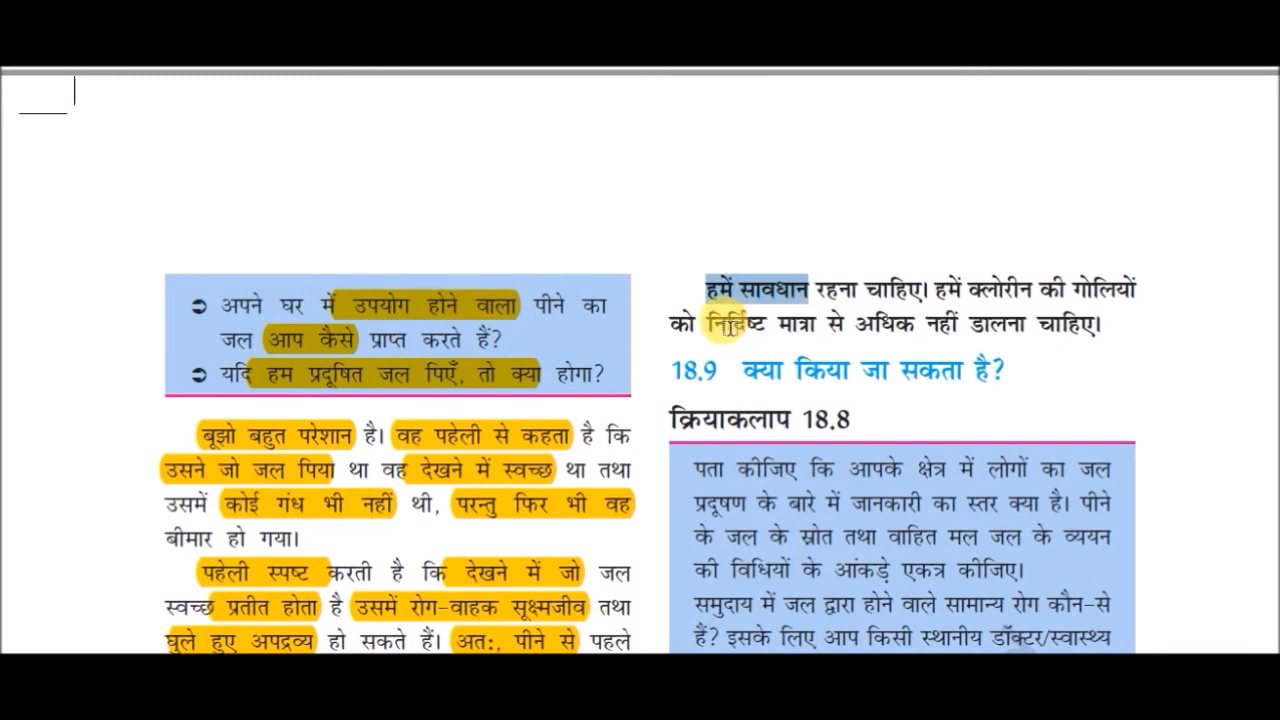 ➲ अपने घर में उपयोग होने वाला पीने का
जल आप कैसे प्राप्त करते हैं?
➲ यदि हम प्रदूषित जल पिएँ, तो क्या होगा?
बूझो बहुत परेशान है। वह पहेली से कहता है कि
उसने जो जल पिया था वह देखने में स्वच्छ था तथा
उसमें कोई गंध भी नहीं थी, परन्तु फिर भी वह
बीमार हो गया।
पहेली स्पष्ट करती है कि देखने में जो जल
स्वच्छ प्रतीत होता है उसमें रोग-वाहक सूक्ष्मजीव तथा
घुले हुए अपद्रव्य हो सकते हैं। अतः, पीने से पहले
हमें सावधान रहना चाहिए। हमें क्लोरीन की गोलियों
को निर्दिष्ट मात्रा से अधिक नहीं डालना चाहिए।
18.9 क्या किया जा सकता है?
क्रियाकलाप 18.8
पता कीजिए कि आपके क्षेत्र में लोगों का जल
प्रदूषण के बारे में जानकारी का स्तर क्या है। पीने
के जल के स्रोत तथा वाहित मल जल के व्ययन
की विधियों के आंकड़े एकत्र कीजिए।
समुदाय में जल द्वारा होने वाले सामान्य रोग कौन-से
हैं? इसके लिए आप किसी स्थानीय डॉक्टर/स्वास्थ्य